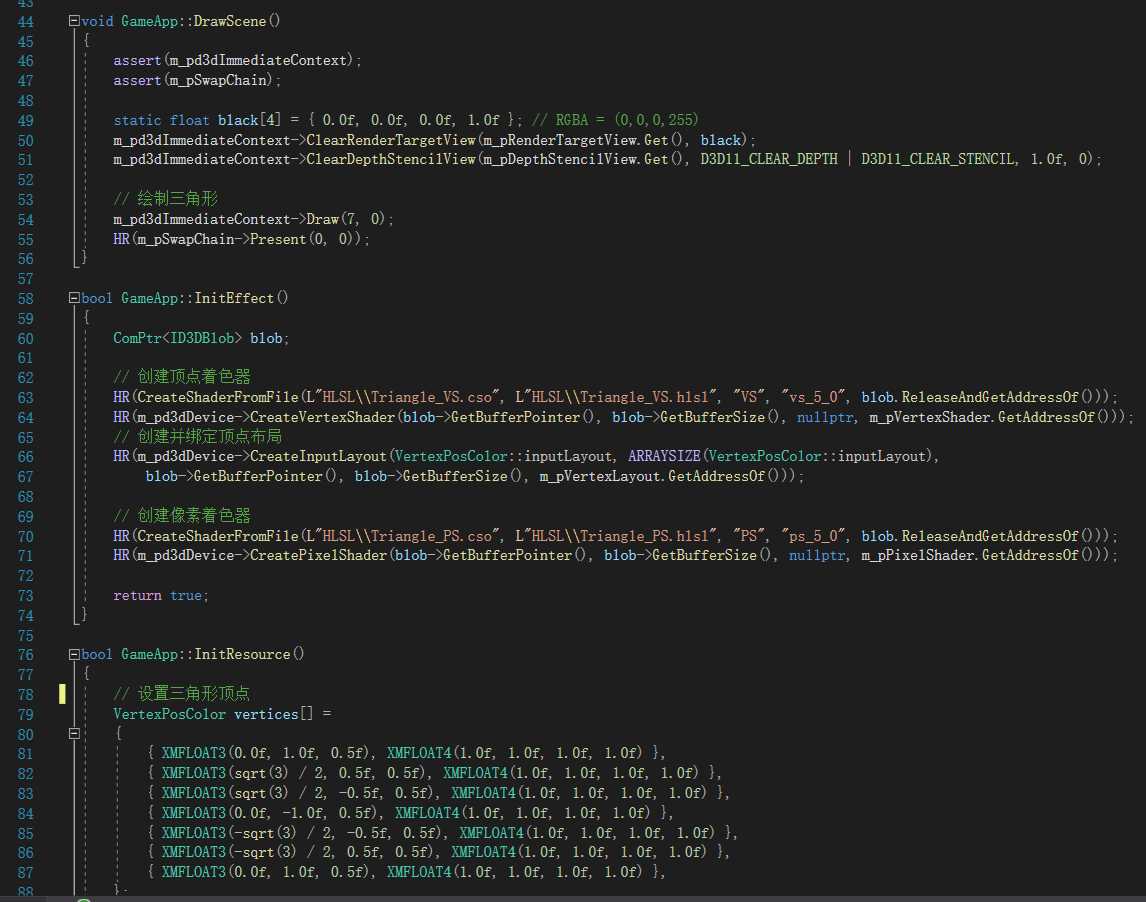 43
44 void GameApp::DrawScene()
45 {
46 assert(m_pd3dImmediateContext);
47 assert(m_pSwapChain);
48
49 static float black[4] = { 0.0f, 0.0f, 0.0f, 1.0f }; // RGBA = (0,0,0,255)
50 m_pd3dImmediateContext->ClearRenderTargetView(m_pRenderTargetView.Get(), black);
51 m_pd3dImmediateContext->ClearDepthStencilView(m_pDepthStencilView.Get(), D3D11_CLEAR_DEPTH | D3D11_CLEAR_STENCIL, 1.0f, 0);
52
53 // 绘制三角形
54 m_pd3dImmediateContext->Draw(7, 0);
55 HR(m_pSwapChain->Present(0, 0));
56 }
57
58 bool GameApp::InitEffect()
59 {
60 ComPtr<ID3DBlob> blob;
61
62 // 创建顶点着色器
63 HR(CreateShaderFromFile(L"HLSL\\Triangle_VS.cso", L"HLSL\\Triangle_VS.hlsl", "VS", "vs_5_0", blob.ReleaseAndGetAddressOf()));
64 HR(m_pd3dDevice->CreateVertexShader(blob->GetBufferPointer(), blob->GetBufferSize(), nullptr, m_pVertexShader.GetAddressOf()));
65 // 创建并绑定顶点布局
66 HR(m_pd3dDevice->CreateInputLayout(VertexPosColor::inputLayout, ARRAYSIZE(VertexPosColor::inputLayout),
67 blob->GetBufferPointer(), blob->GetBufferSize(), m_pVertexLayout.GetAddressOf()));
68
69 // 创建像素着色器
70 HR(CreateShaderFromFile(L"HLSL\\Triangle_PS.cso", L"HLSL\\Triangle_PS.hlsl", "PS", "ps_5_0", blob.ReleaseAndGetAddressOf()));
71 HR(m_pd3dDevice->CreatePixelShader(blob->GetBufferPointer(), blob->GetBufferSize(), nullptr, m_pPixelShader.GetAddressOf()));
72
73 return true;
74 }
75
76 bool GameApp::InitResource()
77 {
78 // 设置三角形顶点
79 VertexPosColor vertices[] =
80 {
81 { XMFLOAT3(0.0f, 1.0f, 0.5f), XMFLOAT4(1.0f, 1.0f, 1.0f, 1.0f) },
82 { XMFLOAT3(sqrt(3) / 2, 0.5f, 0.5f), XMFLOAT4(1.0f, 1.0f, 1.0f, 1.0f) },
83 { XMFLOAT3(sqrt(3) / 2, -0.5f, 0.5f), XMFLOAT4(1.0f, 1.0f, 1.0f, 1.0f) },
84 { XMFLOAT3(0.0f, -1.0f, 0.5f), XMFLOAT4(1.0f, 1.0f, 1.0f, 1.0f) },
85 { XMFLOAT3(-sqrt(3) / 2, -0.5f, 0.5f), XMFLOAT4(1.0f, 1.0f, 1.0f, 1.0f) },
86 { XMFLOAT3(-sqrt(3) / 2, 0.5f, 0.5f), XMFLOAT4(1.0f, 1.0f, 1.0f, 1.0f) },
87 { XMFLOAT3(0.0f, 1.0f, 0.5f), XMFLOAT4(1.0f, 1.0f, 1.0f, 1.0f) },
88 };